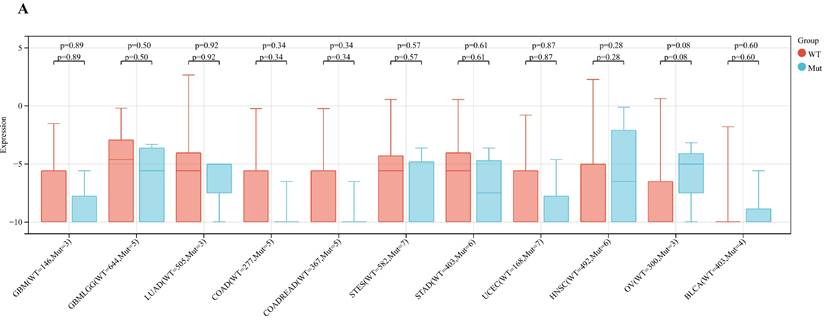 A
p=0.89 p=0.50 p=0.92 p=0.34 p=0.34 p=0.57 p=0.61 p=0.87 p=0.28 p=0.08 p=0.60
p=0.89 p=0.50 p=0.92 p=0.34 p=0.34 p=0.57 p=0.61 p=0.87 p=0.28 p=0.08 p=0.60
Group
WT
Mut
Expression
5
0
−5
−10
GBM(WT=146,Mut=3)
GBMLGG(WT=644,Mut=5)
LUAD(WT=505,Mut=3)
COAD(WT=277,Mut=5)
COADREAD(WT=367,Mut=5)
STES(WT=582,Mut=7)
STAD(WT=403,Mut=6)
UCEC(WT=168,Mut=7)
HNSC(WT=492,Mut=6)
OV(WT=300,Mut=3)
BLCA(WT=403,Mut=4)